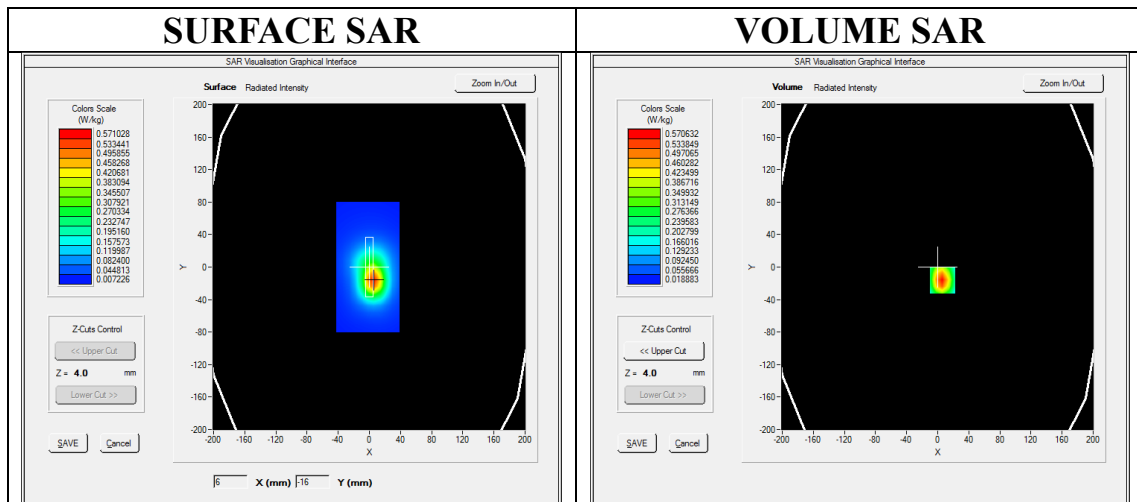 SURFACE SAR
VOLUME SAR
SAR Visualisation Graphical Interface
Surface Radiated Intensity
Zoom In/Out
Colors Scale
(W/kg)
0.571028
0.533441
0.495855
0.458268
0.420681
0.383094
0.345507
0.307921
0.270334
0.232747
0.195160
0.157573
0.119987
0.082400
0.044813
0.007226
Z-Cuts Control
<< Upper Cut
Z = 4.0 mm
Lower Cut >>
SAVE Cancel
200
160
120
80
40
0
-40
-80
-120
-160
-200
Y
-200 -160 -120 -80 -40 0 40 80 120 160 200
X
6 X (mm) -16 Y (mm)
SAR Visualisation Graphical Interface
Volume Radiated Intensity
Zoom In/Out
Colors Scale
(W/kg)
0.570632
0.533849
0.497065
0.460282
0.423499
0.386716
0.349932
0.313149
0.276366
0.239583
0.202799
0.166016
0.129233
0.092450
0.055666
0.018883
Z-Cuts Control
<< Upper Cut
Z = 4.0 mm
Lower Cut >>
SAVE Cancel
200
160
120
80
40
0
-40
-80
-120
-160
-200
Y
-200 -160 -120 -80 -40 0 40 80 120 160 200
X